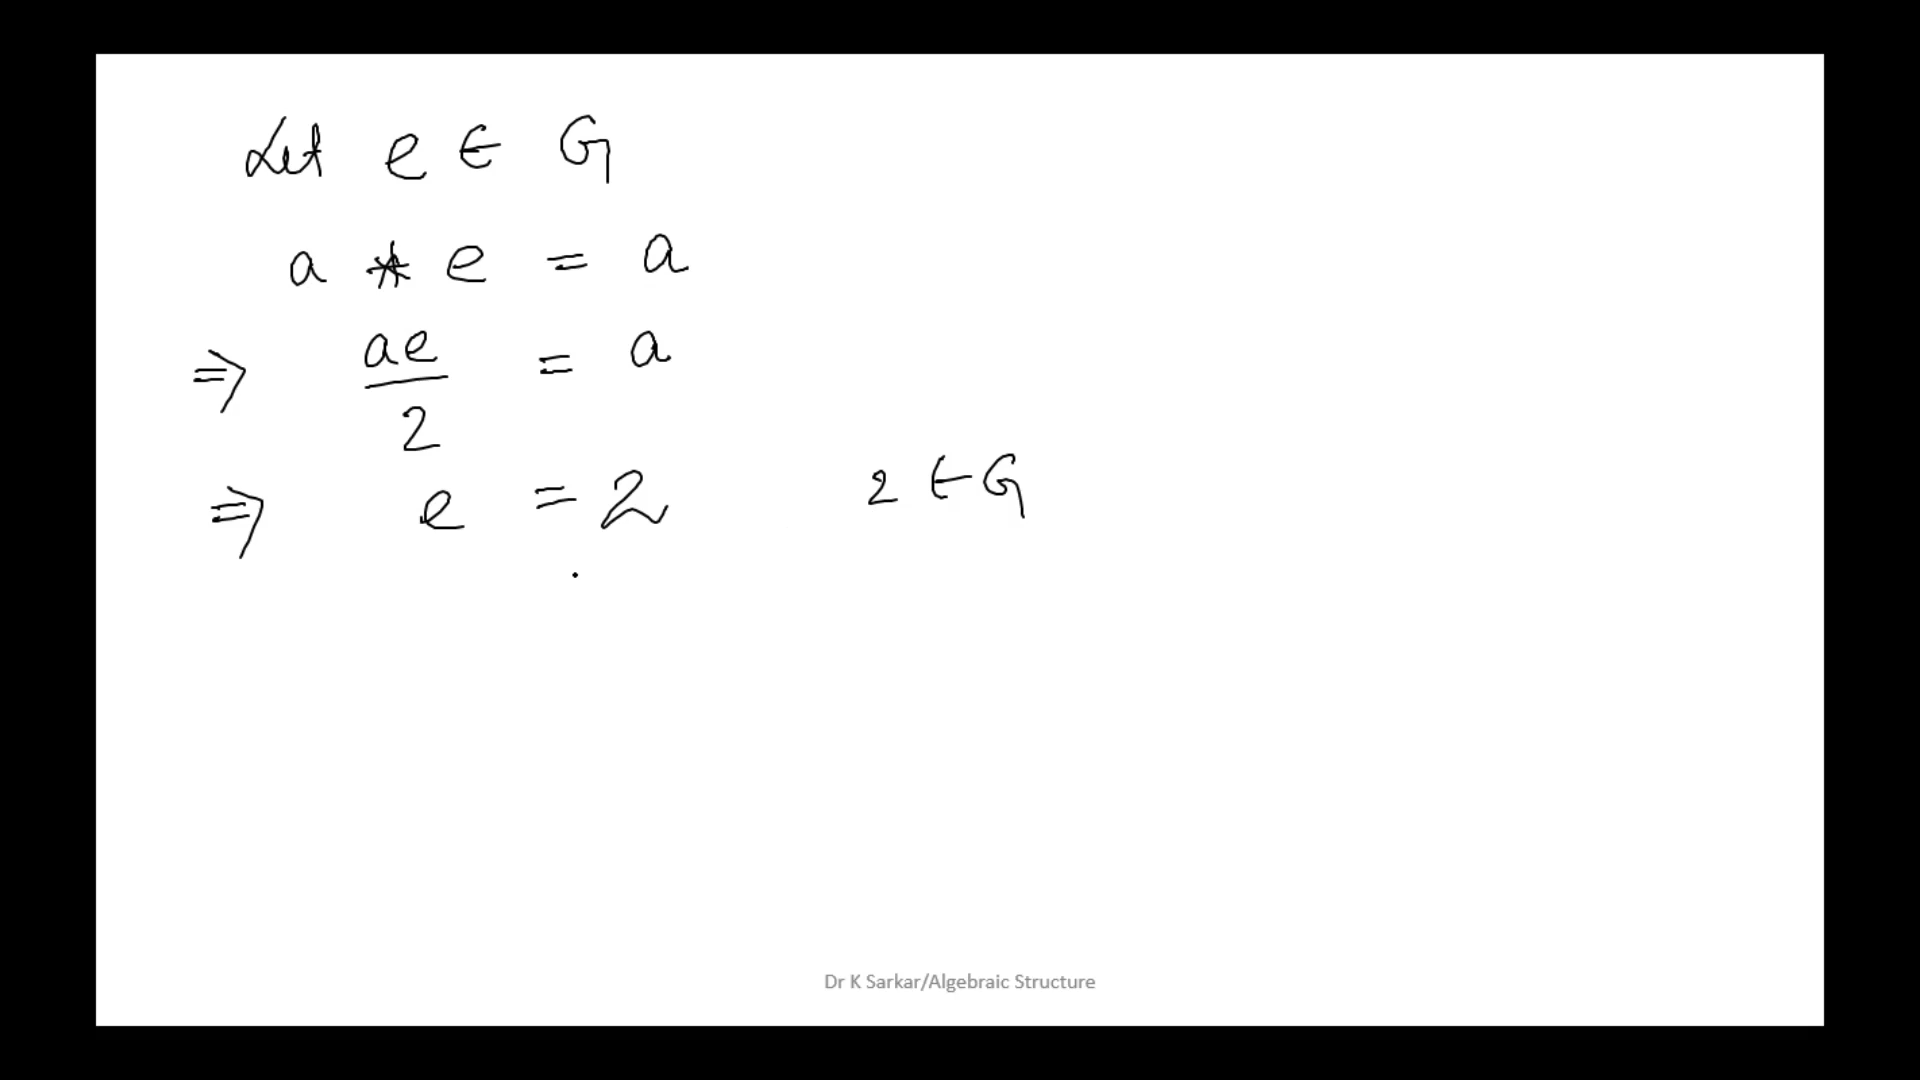 Let e ∈ G
a * e = a
⇒ ae/2 = a
⇒ e = 2 2 ∈ G
Dr K Sarkar/Algebraic Structure